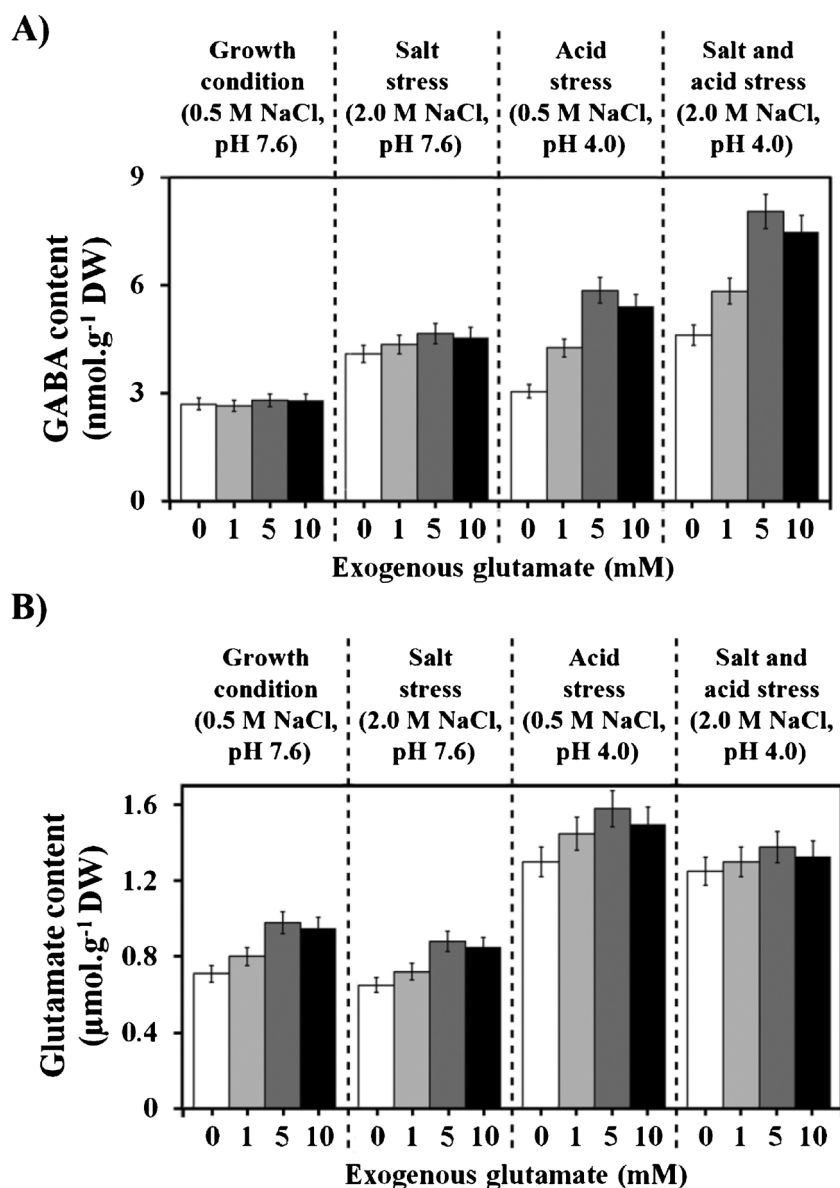 A)
Growth condition (0.5 M NaCl, pH 7.6)
Salt stress (2.0 M NaCl, pH 7.6)
Acid stress (0.5 M NaCl, pH 4.0)
Salt and acid stress (2.0 M NaCl, pH 4.0)
GABA content
(nmol.g⁻¹ DW)
9
6
3
0
0 1 5 10 0 1 5 10 0 1 5 10 0 1 5 10
Exogenous glutamate (mM)
B)
Growth condition (0.5 M NaCl, pH 7.6)
Salt stress (2.0 M NaCl, pH 7.6)
Acid stress (0.5 M NaCl, pH 4.0)
Salt and acid stress (2.0 M NaCl, pH 4.0)
Glutamate content
(µmol.g⁻¹ DW)
1.6
1.2
0.8
0.4
0
0 1 5 10 0 1 5 10 0 1 5 10 0 1 5 10
Exogenous glutamate (mM)